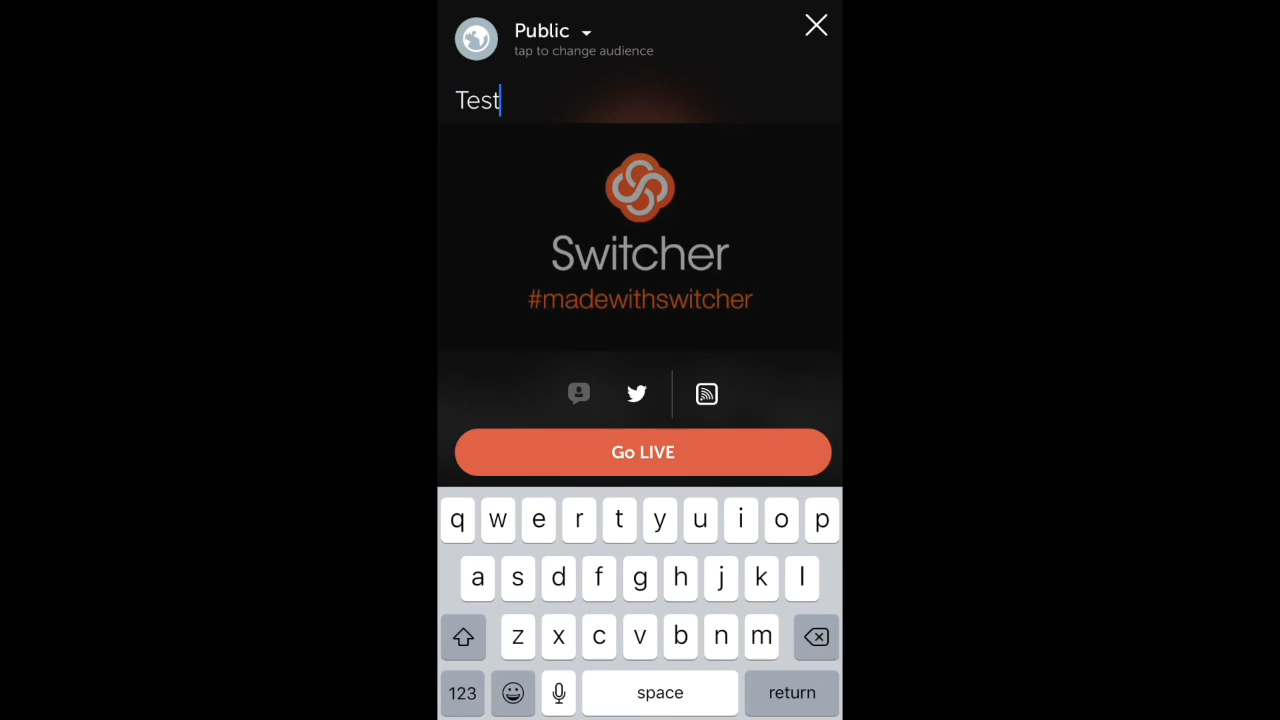 Public
tap to change audience
Test
Switcher
#madewithswitcher
Go LIVE
q w e r t y u i o p
a s d f g h j k l
z x c v b n m
123 space return